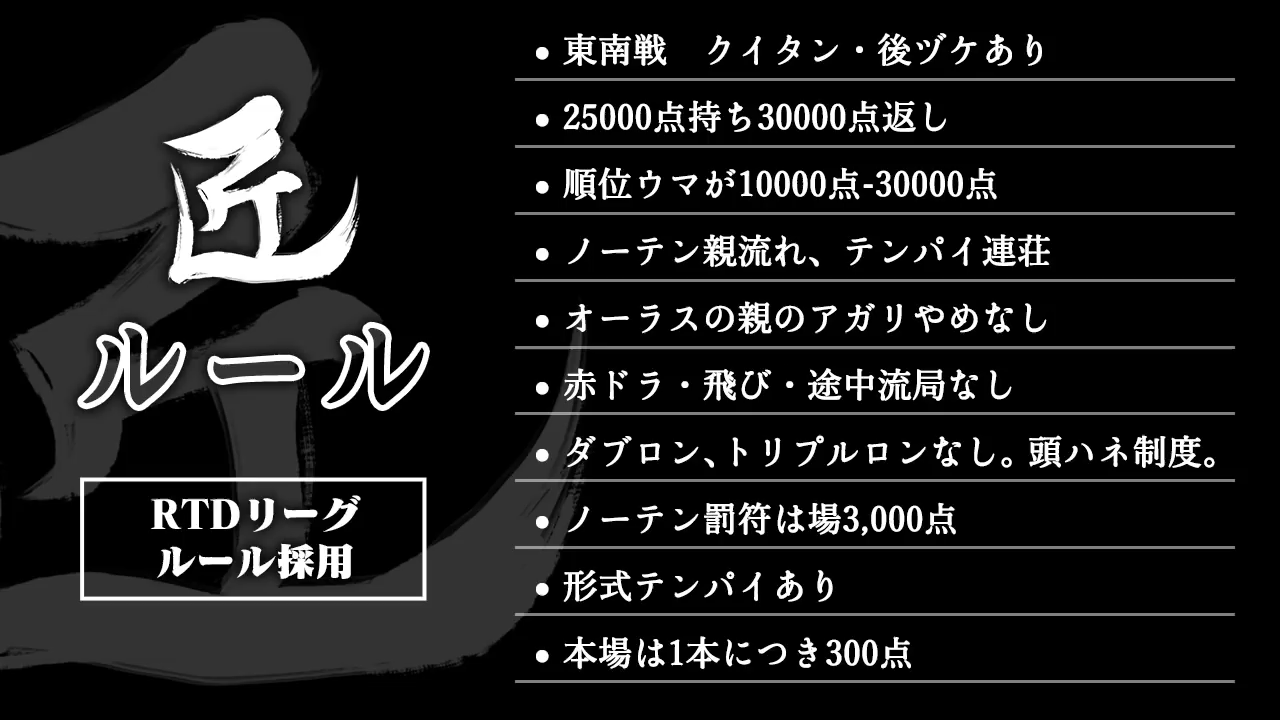 匠
ルール
RTDリーグ
ルール採用
• 東南戦　クイタン・後ヅケあり
• 25000点持ち30000点返し
• 順位ウマが10000点-30000点
• ノーテン親流れ、テンパイ連荘
• オーラスの親のアガリやめなし
• 赤ドラ・飛び・途中流局なし
• ダブロン、トリプルロンなし。頭ハネ制度。
• ノーテン罰符は場3,000点
• 形式テンパイあり
• 本場は1本につき300点